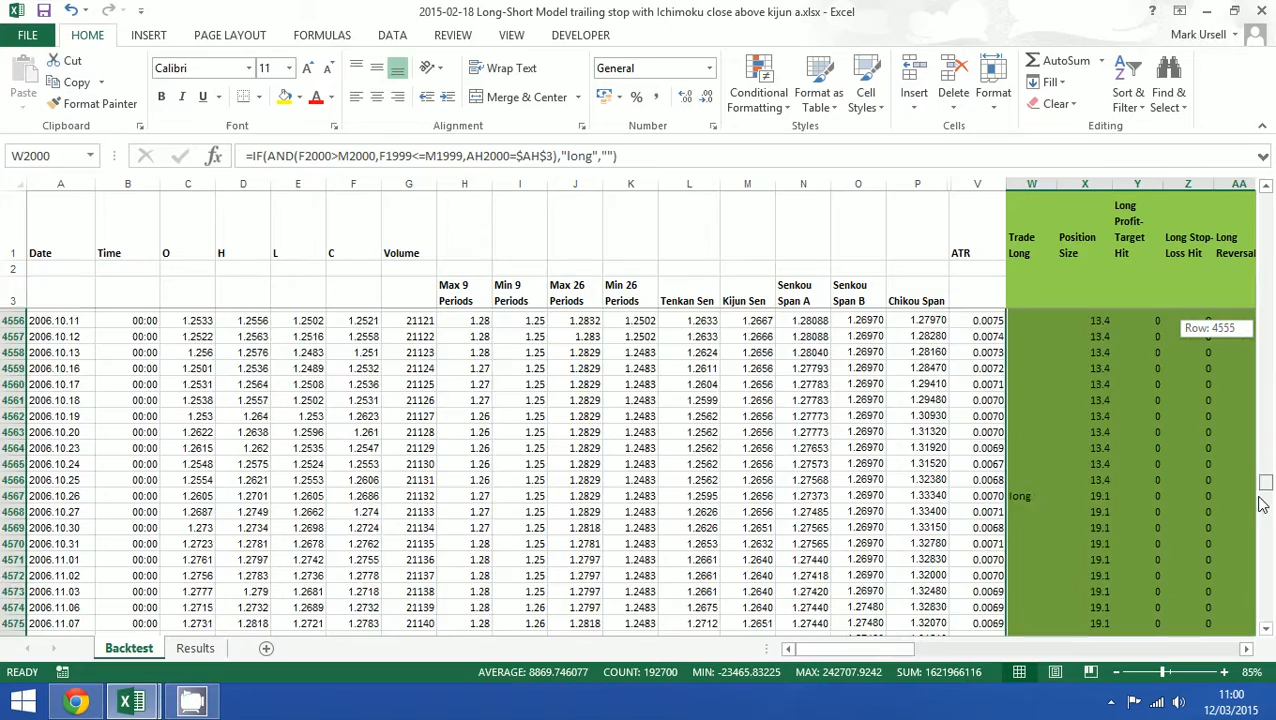 2015-02-18 Long-Short Model trailing stop with Ichimoku close above kijun a.xlsx - Excel
FILE HOME INSERT PAGE LAYOUT FORMULAS DATA REVIEW VIEW DEVELOPER Mark Ursell
Paste Cut Calibri 11 Wrap Text General AutoSum
Copy Conditional Formatting Format as Table Cell Styles Insert Delete Format Fill Sort & Filter Find & Select
Format Painter B I U Merge & Center % Clear
Clipboard Font Alignment Number Styles Cells Editing
W2000 fx =IF(AND(F2000>M2000,F1999<=M1999,AH2000=$AH$3),"long","")
A B C D E F G H I J K L M N O P V W X Y Z AA
1 Date Time O H L C Volume ATR Trade Long Position Size Long Profit-Target Hit Long Stop-Loss Hit Long Reversal
2
3 Max 9 Periods Min 9 Periods Max 26 Periods Min 26 Periods Tenkan Sen Kijun Sen Senkou Span A Senkou Span B Chikou Span
4556 2006.10.11 00:00 1.2533 1.2556 1.2502 1.2521 21121 1.28 1.25 1.2832 1.2502 1.2633 1.2667 1.28088 1.26970 1.27970 0.0075 13.4 0
Row: 4555
4557 2006.10.12 00:00 1.2522 1.2563 1.2516 1.2558 21122 1.28 1.25 1.283 1.2502 1.2633 1.2666 1.28088 1.26970 1.28280 0.0074 13.4 0
4558 2006.10.13 00:00 1.256 1.2576 1.2483 1.251 21123 1.28 1.25 1.2829 1.2483 1.2624 1.2656 1.28040 1.26970 1.28160 0.0073 13.4 0 0
4559 2006.10.16 00:00 1.2501 1.2536 1.2489 1.2532 21124 1.27 1.25 1.2829 1.2483 1.2611 1.2656 1.27793 1.26970 1.28470 0.0072 13.4 0 0
4560 2006.10.17 00:00 1.2531 1.2564 1.2508 1.2536 21125 1.27 1.25 1.2829 1.2483 1.2604 1.2656 1.27783 1.26970 1.29410 0.0071 13.4 0 0
4561 2006.10.18 00:00 1.2538 1.2557 1.2502 1.2538 21126 1.26 1.25 1.2829 1.2483 1.2599 1.2656 1.27783 1.26970 1.29480 0.0070 13.4 0 0
4562 2006.10.19 00:00 1.253 1.264 1.253 1.2623 21127 1.26 1.25 1.2829 1.2483 1.2562 1.2656 1.27773 1.26970 1.30930 0.0070 13.4 0 0
4563 2006.10.20 00:00 1.2622 1.2638 1.2596 1.261 21128 1.26 1.25 1.2829 1.2483 1.2562 1.2656 1.27773 1.26970 1.31320 0.0070 13.4 0 0
4564 2006.10.23 00:00 1.2615 1.262 1.2535 1.2547 21129 1.26 1.25 1.2829 1.2483 1.2562 1.2656 1.27773 1.26970 1.31920 0.0069 13.4 0 0
4565 2006.10.24 00:00 1.2548 1.2575 1.2524 1.2553 21130 1.26 1.25 1.2829 1.2483 1.2562 1.2656 1.27773 1.26970 1.31520 0.0067 13.4 0 0
4566 2006.10.25 00:00 1.2554 1.2621 1.2553 1.2606 21131 1.26 1.25 1.2829 1.2483 1.2562 1.2656 1.27773 1.26970 1.32380 0.0068 13.4 0 0
4567 2006.10.26 00:00 1.2605 1.2701 1.2605 1.2686 21132 1.27 1.25 1.2829 1.2483 1.2595 1.2656 1.27733 1.26970 1.33340 0.0070 long 19.1 0 0
4568 2006.10.27 00:00 1.2687 1.2749 1.2662 1.274 21133 1.27 1.25 1.2829 1.2483 1.2626 1.2656 1.27485 1.26970 1.33400 0.0071 19.1 0 0
4569 2006.10.30 00:00 1.273 1.2734 1.2698 1.2724 21134 1.27 1.25 1.2818 1.2483 1.2626 1.2651 1.27565 1.26970 1.33150 0.0068 19.1 0 0
4570 2006.10.31 00:00 1.2723 1.2781 1.2678 1.2762 21135 1.28 1.25 1.2781 1.2483 1.2653 1.2632 1.27565 1.26970 1.32780 0.0071 19.1 0 0
4571 2006.11.01 00:00 1.2761 1.2797 1.2742 1.2755 21136 1.28 1.25 1.2797 1.2483 1.2661 1.2640 1.27440 1.26970 1.32830 0.0070 19.1 0 0
4572 2006.11.02 00:00 1.2756 1.2783 1.2736 1.2778 21137 1.28 1.25 1.2797 1.2483 1.2661 1.2640 1.27418 1.26970 1.32000 0.0070 19.1 0 0
4573 2006.11.03 00:00 1.2777 1.279 1.2681 1.2718 21138 1.28 1.25 1.2797 1.2483 1.2661 1.2640 1.27420 1.26970 1.32480 0.0070 19.1 0 0
4574 2006.11.06 00:00 1.2715 1.2732 1.2689 1.2722 21139 1.28 1.26 1.2797 1.2483 1.2675 1.2640 1.27440 1.27480 1.32830 0.0069 19.1 0 0
4575 2006.11.07 00:00 1.2731 1.2818 1.2721 1.2783 21140 1.28 1.26 1.2818 1.2483 1.2712 1.2651 1.27440 1.27480 1.32800 0.0069 19.1 0 0
Backtest Results
READY AVERAGE: 8869.746077 COUNT: 192700 MIN: -23465.83225 MAX: 242707.9242 SUM: 1621966116 85%
11:00
12/03/2015